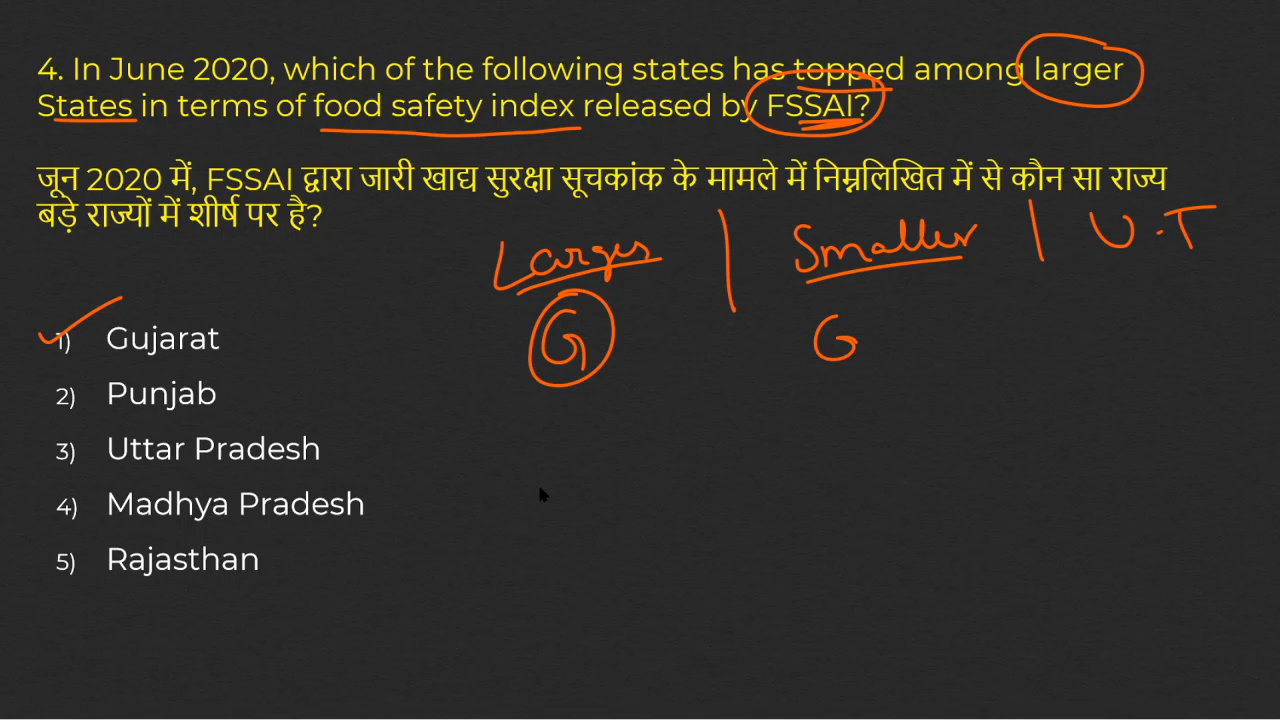 4. In June 2020, which of the following states has topped among larger
States in terms of food safety index released by FSSAI?
जून 2020 में, FSSAI द्वारा जारी खाद्य सुरक्षा सूचकांक के मामले में निम्नलिखित में से कौन सा राज्य
बड़े राज्यों में शीर्ष पर है?
Larges | Smaller | U.T
G G
1) Gujarat
2) Punjab
3) Uttar Pradesh
4) Madhya Pradesh
5) Rajasthan